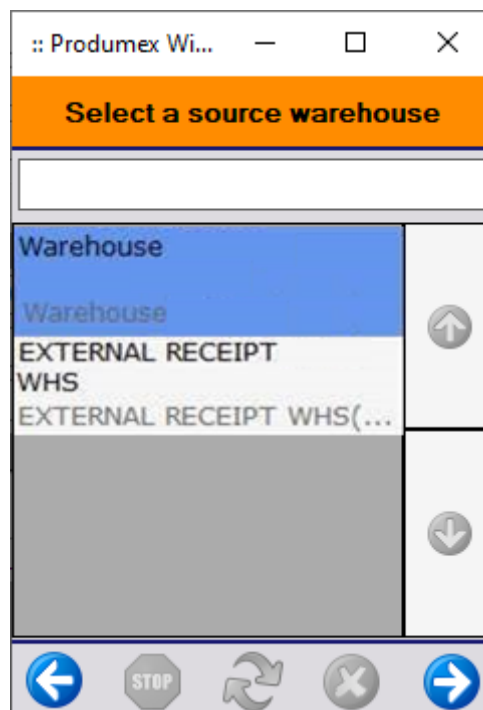 :: Produmex Wi...
Select a source warehouse
Warehouse
Warehouse
EXTERNAL RECEIPT
WHS
EXTERNAL RECEIPT WHS(...
STOP